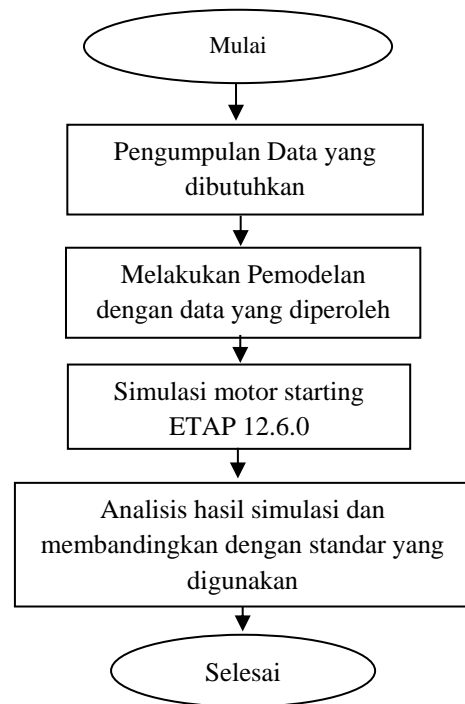 Mulai
Pengumpulan Data yang
dibutuhkan
Melakukan Pemodelan
dengan data yang diperoleh
Simulasi motor starting
ETAP 12.6.0
Analisis hasil simulasi dan
membandingkan dengan standar yang
digunakan
Selesai